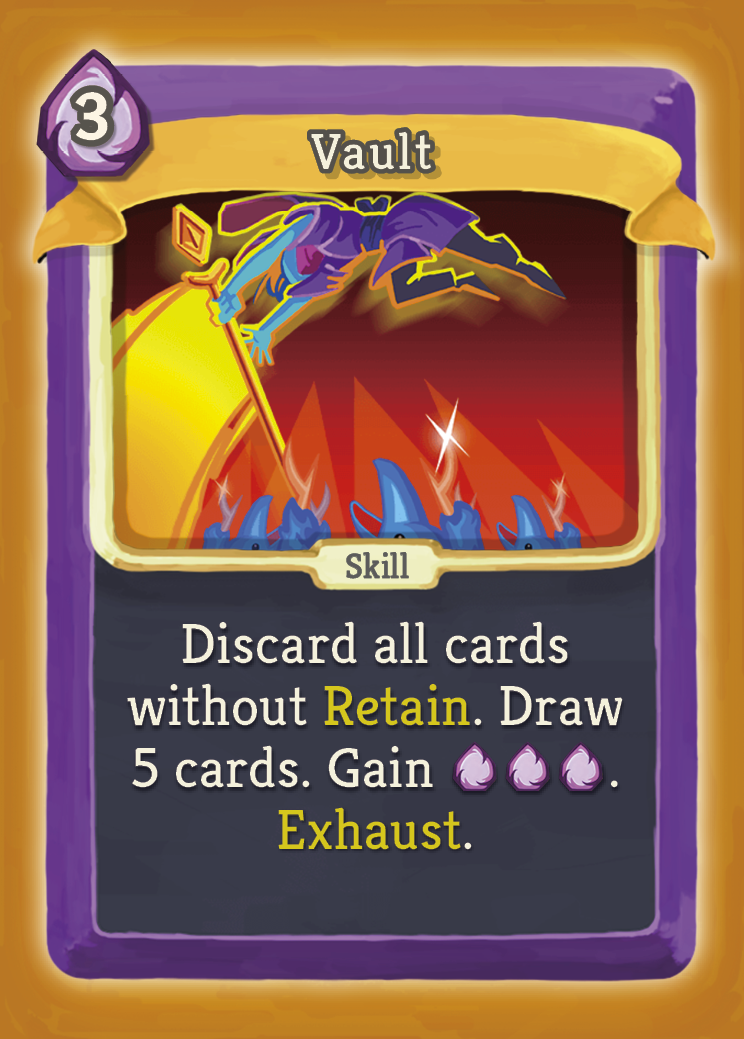 3
Vault
Skill
Discard all cards
without Retain. Draw
5 cards. Gain .
Exhaust.